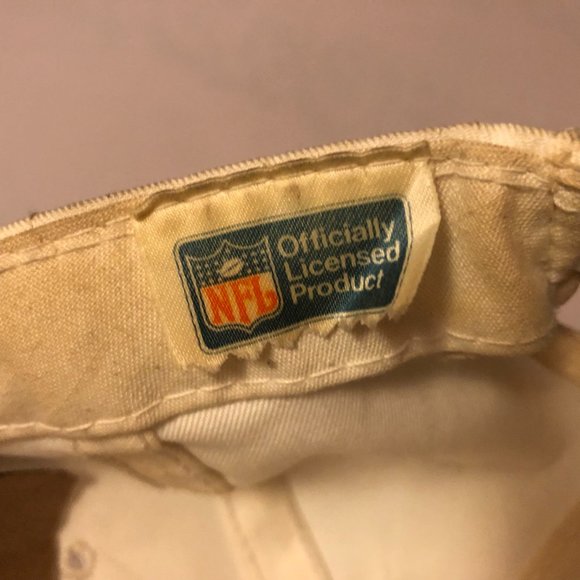 NFL
Officially
Licensed
Product